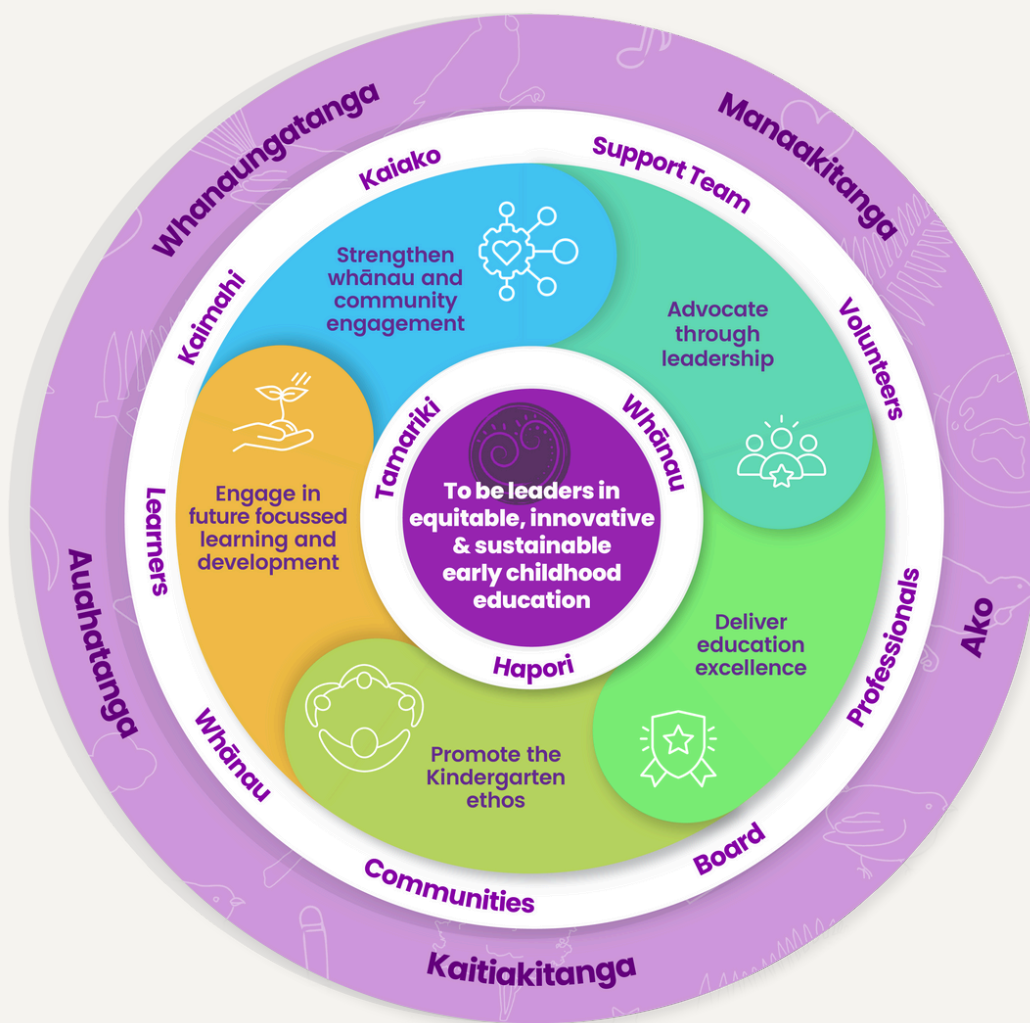 Whanaungatanga
Manaakitanga
Ako
Kaitiakitanga
Auahatanga
Kaiako
Support Team
Volunteers
Professionals
Board
Communities
Whānau
Learners
Kaimahi
Strengthen
whānau and
community
engagement
Advocate
through
leadership
Deliver
education
excellence
Promote the
Kindergarten
ethos
Engage in
future focussed
learning and
development
Tamariki
Whānau
Hapori
To be leaders in
equitable, innovative
& sustainable
early childhood
education